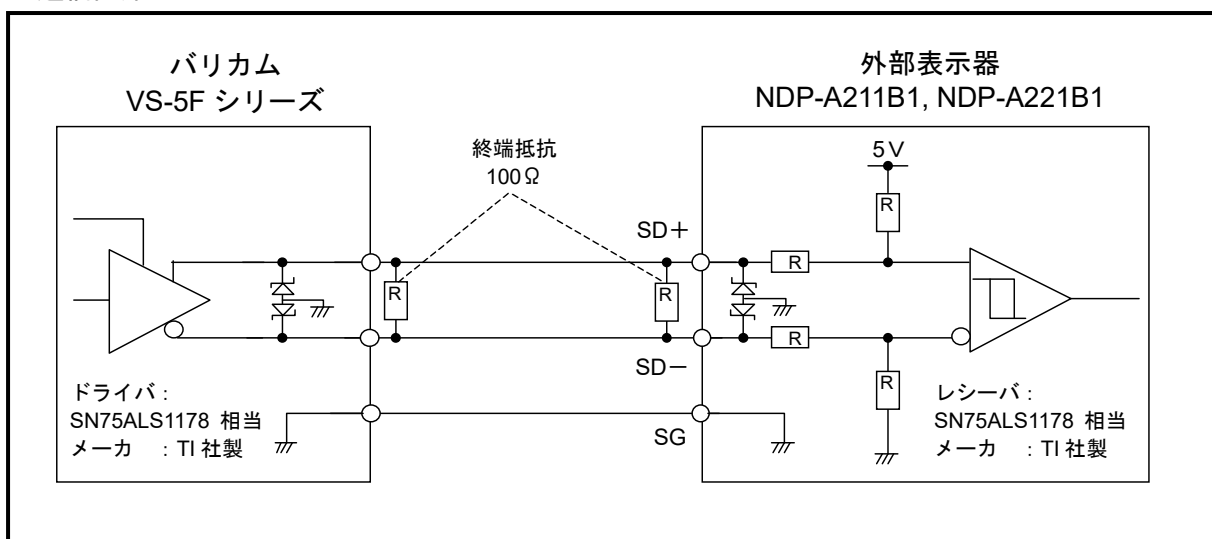 バリカム
VS-5F シリーズ
外部表示器
NDP-A211B1, NDP-A221B1
終端抵抗
100Ω
5V
R
SD+
R
R
R
R
SD-
R
SG
ドライバ:
SN75ALS1178 相当
メーカ :TI 社製
レシーバ:
SN75ALS1178 相当
メーカ :TI 社製